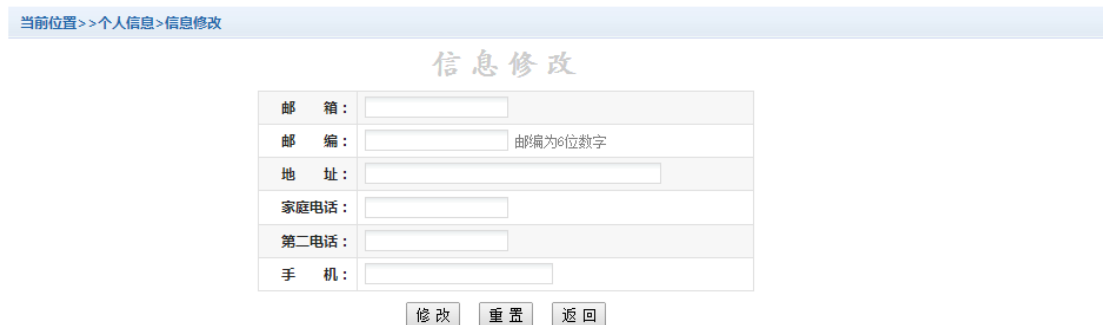 当前位置>>个人信息>信息修改
信息修改
邮 箱：
邮 编： 邮编为6位数字
地 址：
家庭电话：
第二电话：
手 机：
修改 重置 返回